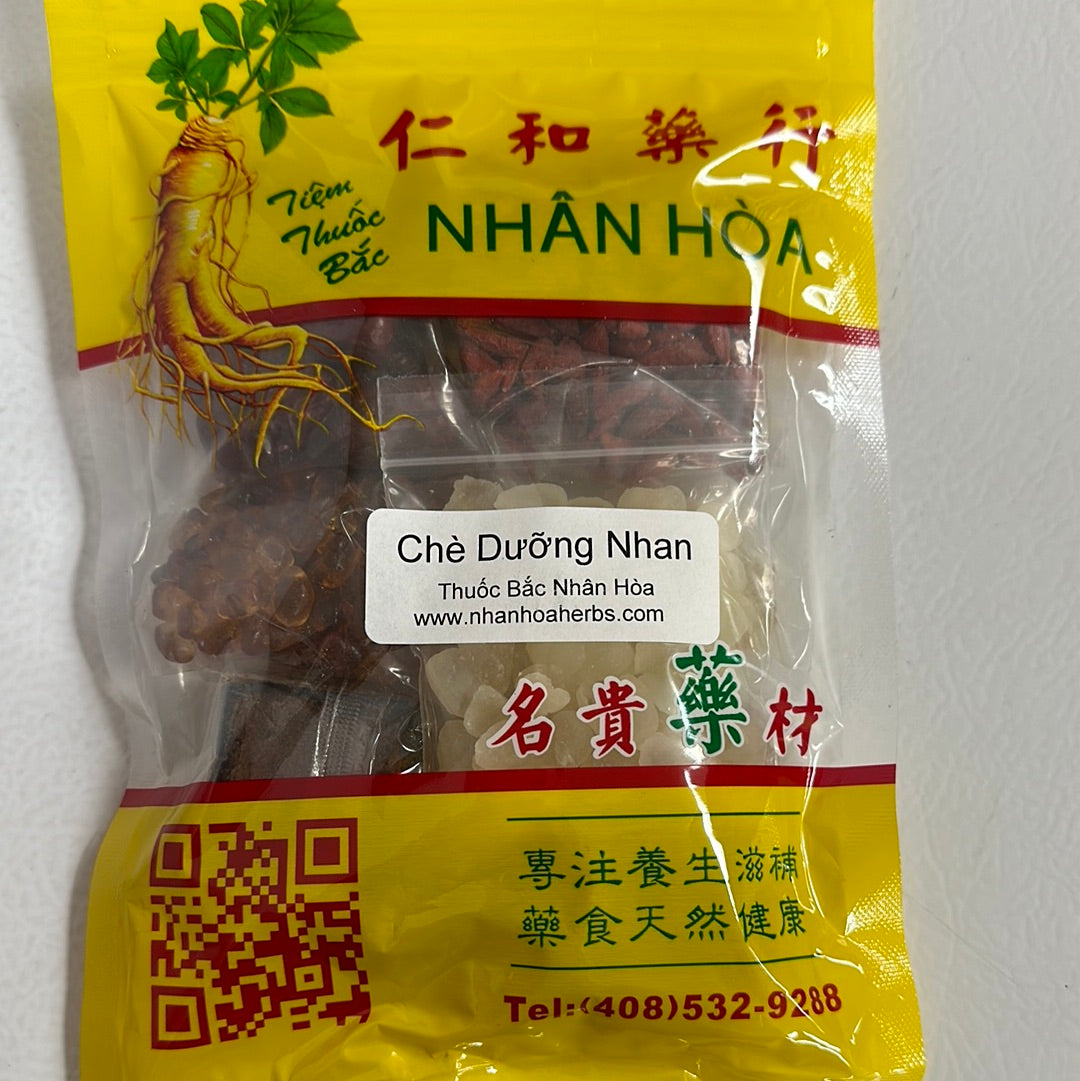 仁和藥行
Tiệm
Thuốc
Bắc
NHÂN HÒA
Chè Dưỡng Nhan
Thuốc Bắc Nhân Hòa
www.nhanhoaherbs.com
名貴藥材
專注養生滋補
藥食天然健康
Tel:(408)532-9288